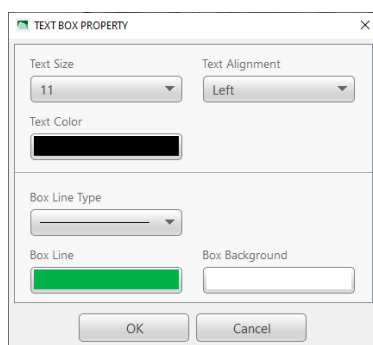 TEXT BOX PROPERTY
Text Size Text Alignment
11 Left
Text Color
Box Line Type
Box Line Box Background
OK Cancel